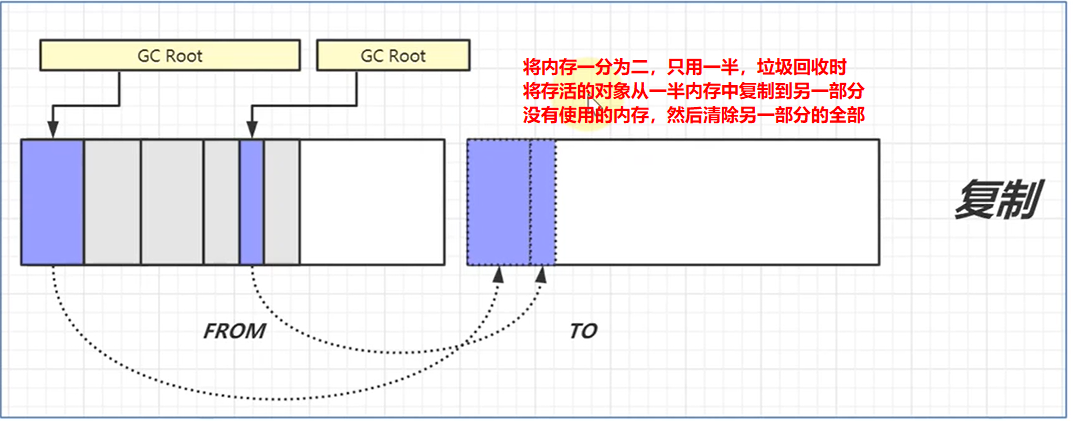 GC Root
GC Root
将内存一分为二，只用一半，垃圾回收时
将存活的对象从一半内存中复制到另一部分
没有使用的内存，然后清除另一部分的全部
复制
FROM
TO